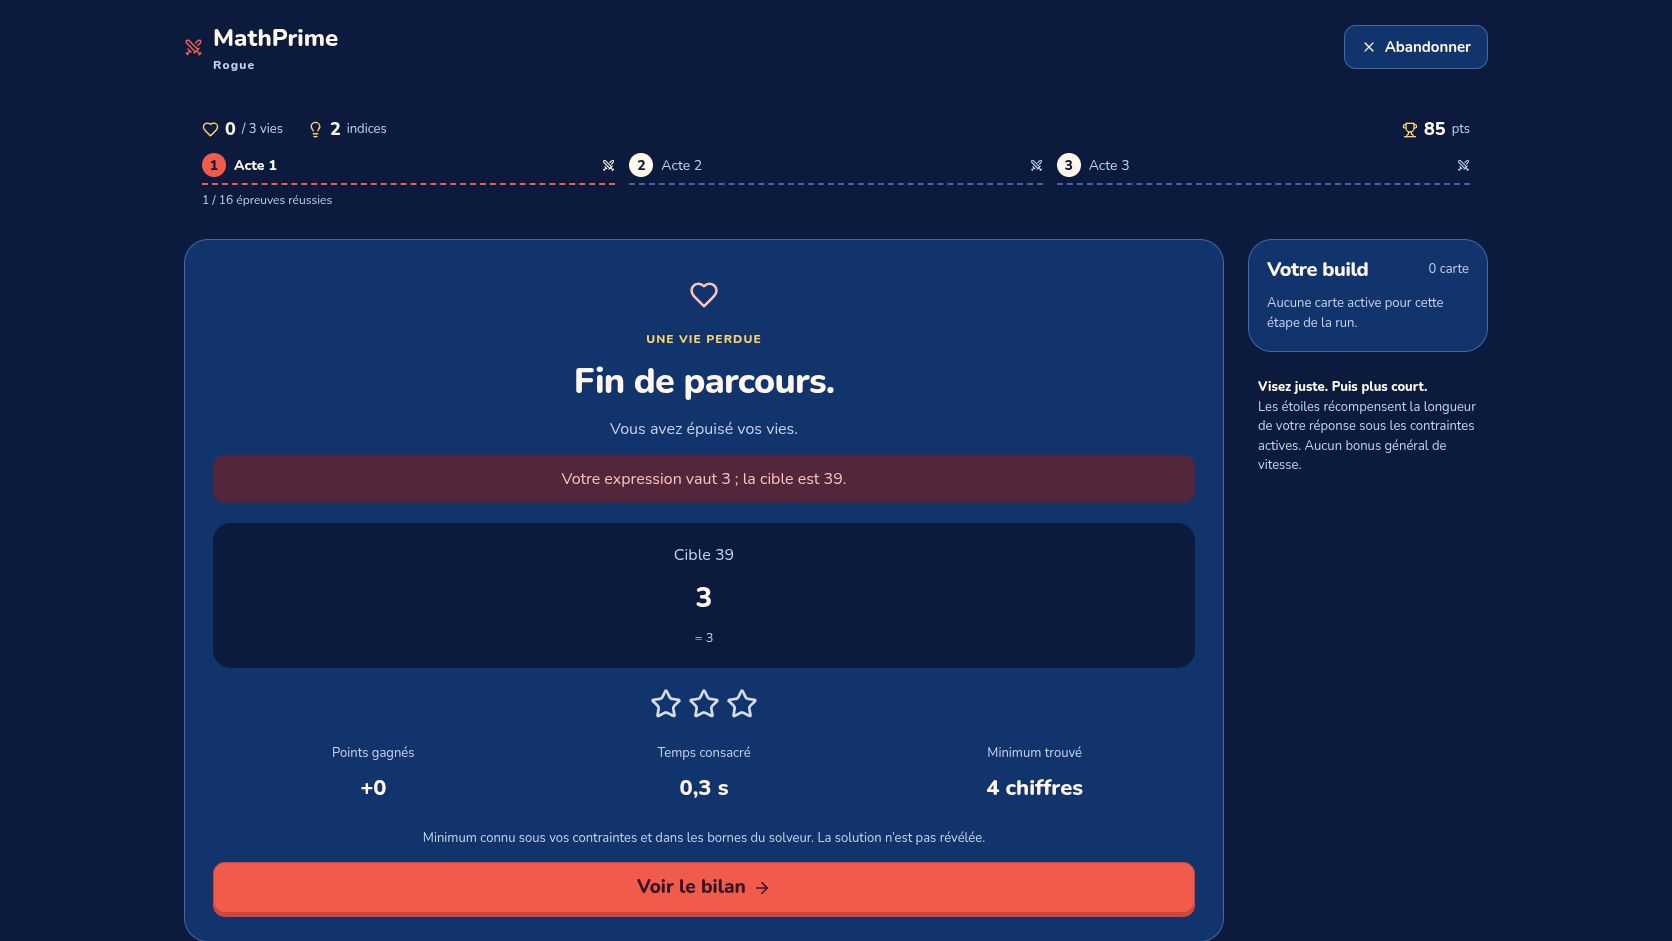 MathPrime
Rogue
Abandonner
0 / 3 vies
2 indices
85 pts
1 Acte 1
2 Acte 2
3 Acte 3
1 / 16 épreuves réussies
UNE VIE PERDUE
Fin de parcours.
Vous avez épuisé vos vies.
Votre expression vaut 3 ; la cible est 39.
Cible 39
3
= 3
Points gagnés
+0
Temps consacré
0,3 s
Minimum trouvé
4 chiffres
Minimum connu sous vos contraintes et dans les bornes du solveur. La solution n'est pas révélée.
Voir le bilan →
Votre build
0 carte
Aucune carte active pour cette
étape de la run.
Visez juste. Puis plus court.
Les étoiles récompensent la longueur
de votre réponse sous les contraintes
actives. Aucun bonus général de
vitesse.